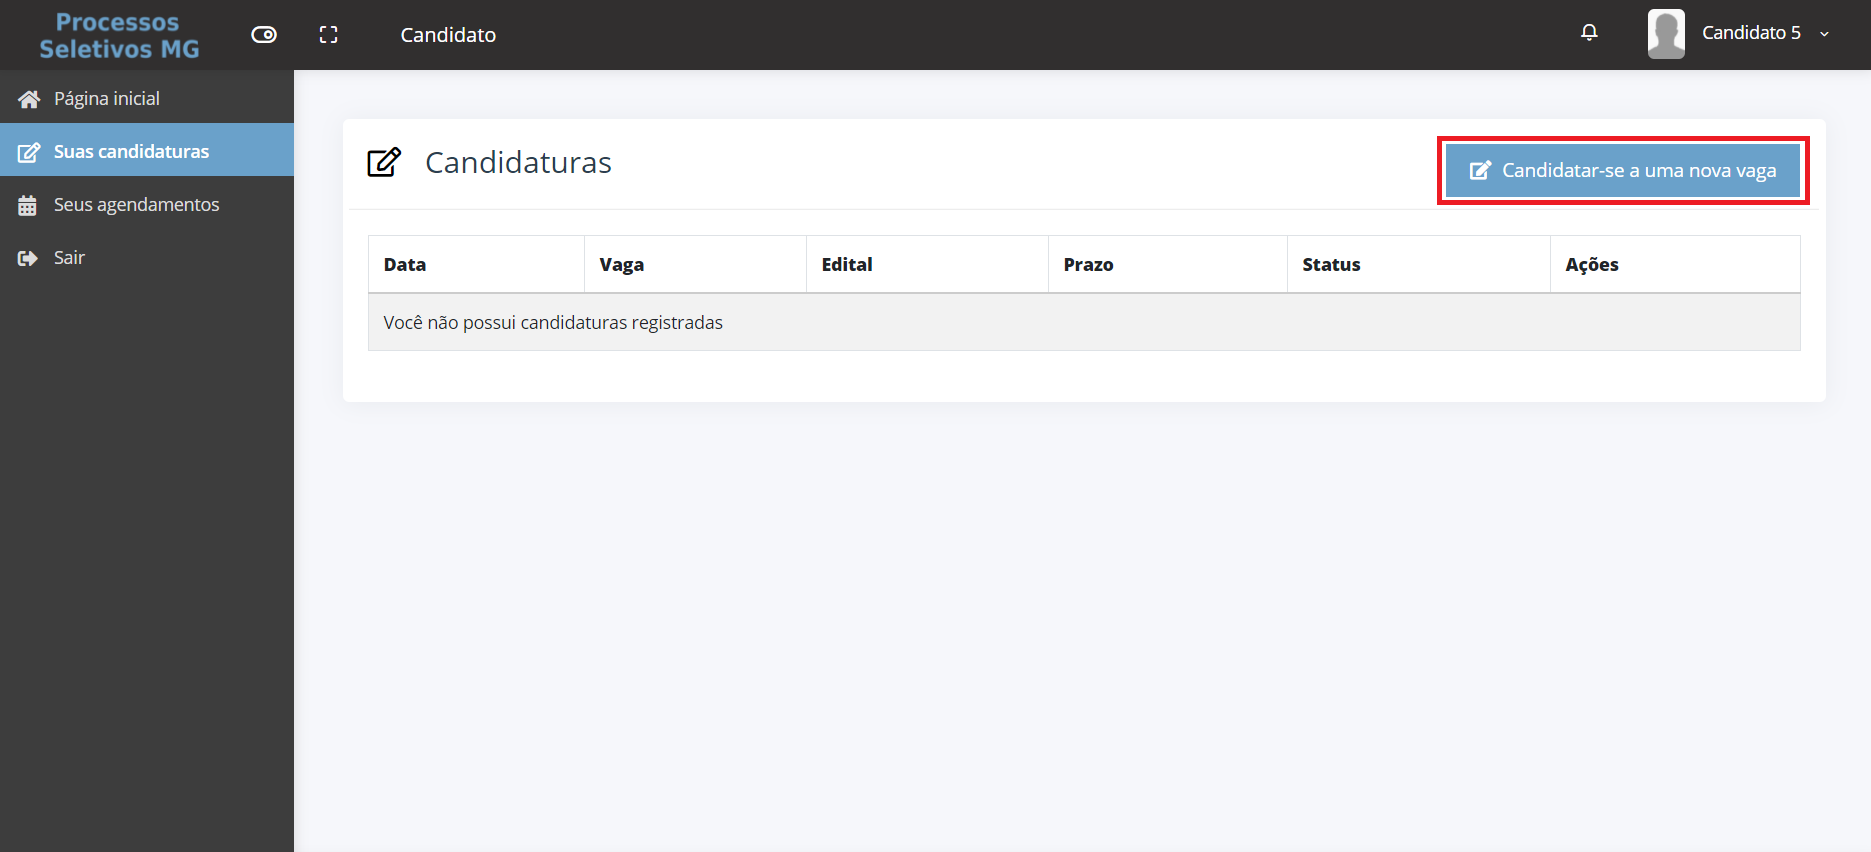 Processos
Seletivos MG
Candidato
Candidato 5
Página inicial
Suas candidaturas
Seus agendamentos
Sair
Candidaturas
Candidatar-se a uma nova vaga
Data Vaga Edital Prazo Status Ações
Você não possui candidaturas registradas